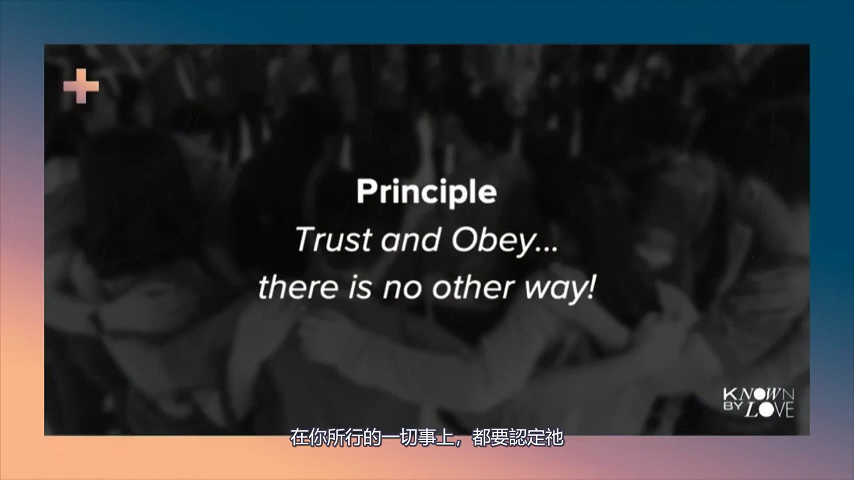 Principle
Trust and Obey...
there is no other way!
KNOWN
BY LOVE
在你所行的一切事上，都要認定祂